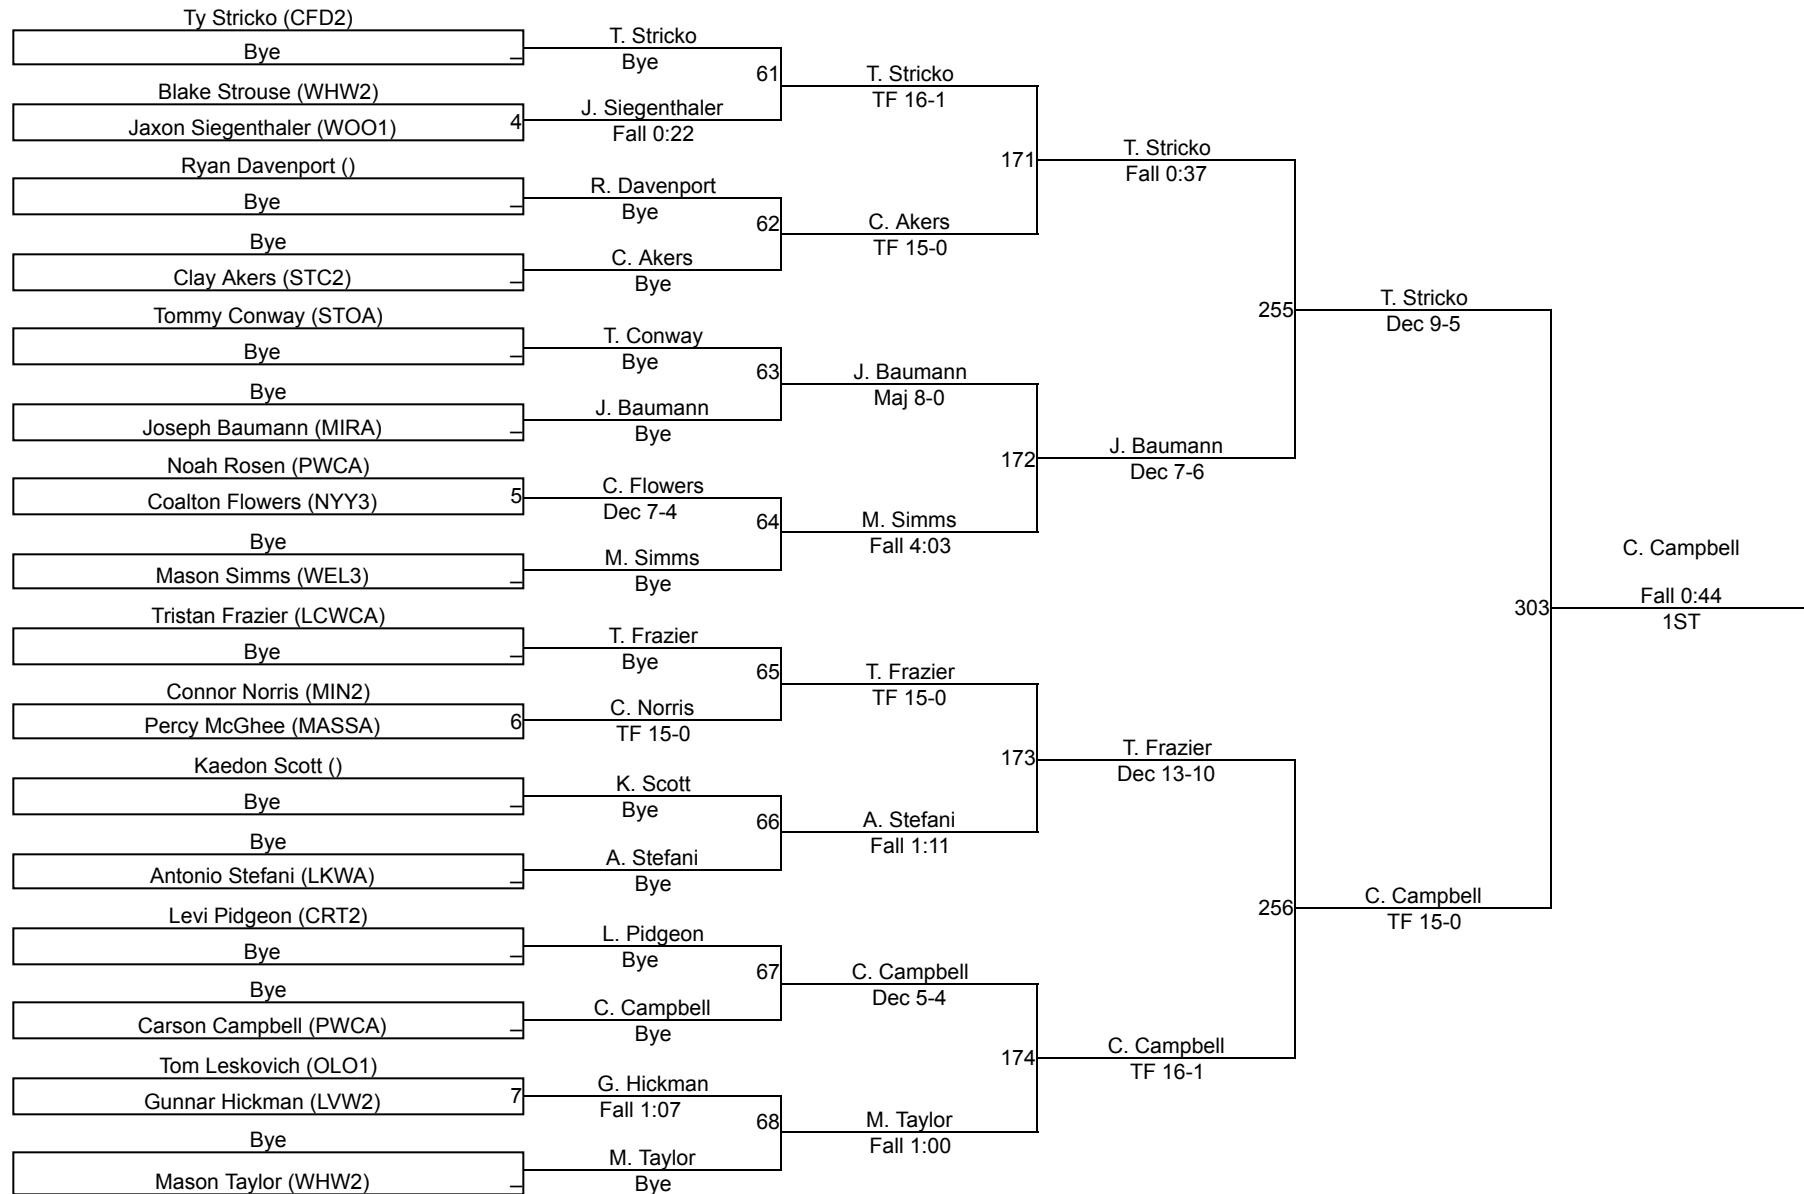 Ty Stricko (CFD2)
Bye
Blake Strouse (WHW2)
Jaxon Siegenthaler (WOO1)
4
Ryan Davenport ()
Bye
Bye
Clay Akers (STC2)
Tommy Conway (STOA)
Bye
Bye
Joseph Baumann (MIRA)
Noah Rosen (PWCA)
Coalton Flowers (NYY3)
5
Bye
Mason Simms (WEL3)
Tristan Frazier (LCWCA)
Bye
Connor Norris (MIN2)
Percy McGhee (MASSA)
6
Kaedon Scott ()
Bye
Bye
Antonio Stefani (LKWA)
Levi Pidgeon (CRT2)
Bye
Bye
Carson Campbell (PWCA)
Tom Leskovich (OLO1)
Gunnar Hickman (LVW2)
7
Bye
Mason Taylor (WHW2)
T. Stricko
Bye
61
J. Siegenthaler
Fall 0:22
R. Davenport
Bye
62
C. Akers
Bye
T. Conway
Bye
63
J. Baumann
Bye
C. Flowers
Dec 7-4
64
M. Simms
Bye
T. Frazier
Bye
65
C. Norris
TF 15-0
K. Scott
Bye
66
A. Stefani
Bye
L. Pidgeon
Bye
67
C. Campbell
Bye
G. Hickman
Fall 1:07
68
M. Taylor
Bye
T. Stricko
TF 16-1
171
C. Akers
TF 15-0
J. Baumann
Maj 8-0
172
M. Simms
Fall 4:03
T. Frazier
TF 15-0
173
A. Stefani
Fall 1:11
C. Campbell
Dec 5-4
174
M. Taylor
Fall 1:00
T. Stricko
Fall 0:37
255
J. Baumann
Dec 7-6
T. Frazier
Dec 13-10
256
C. Campbell
TF 16-1
T. Stricko
Dec 9-5
303
C. Campbell
TF 15-0
C. Campbell
Fall 0:44
1ST